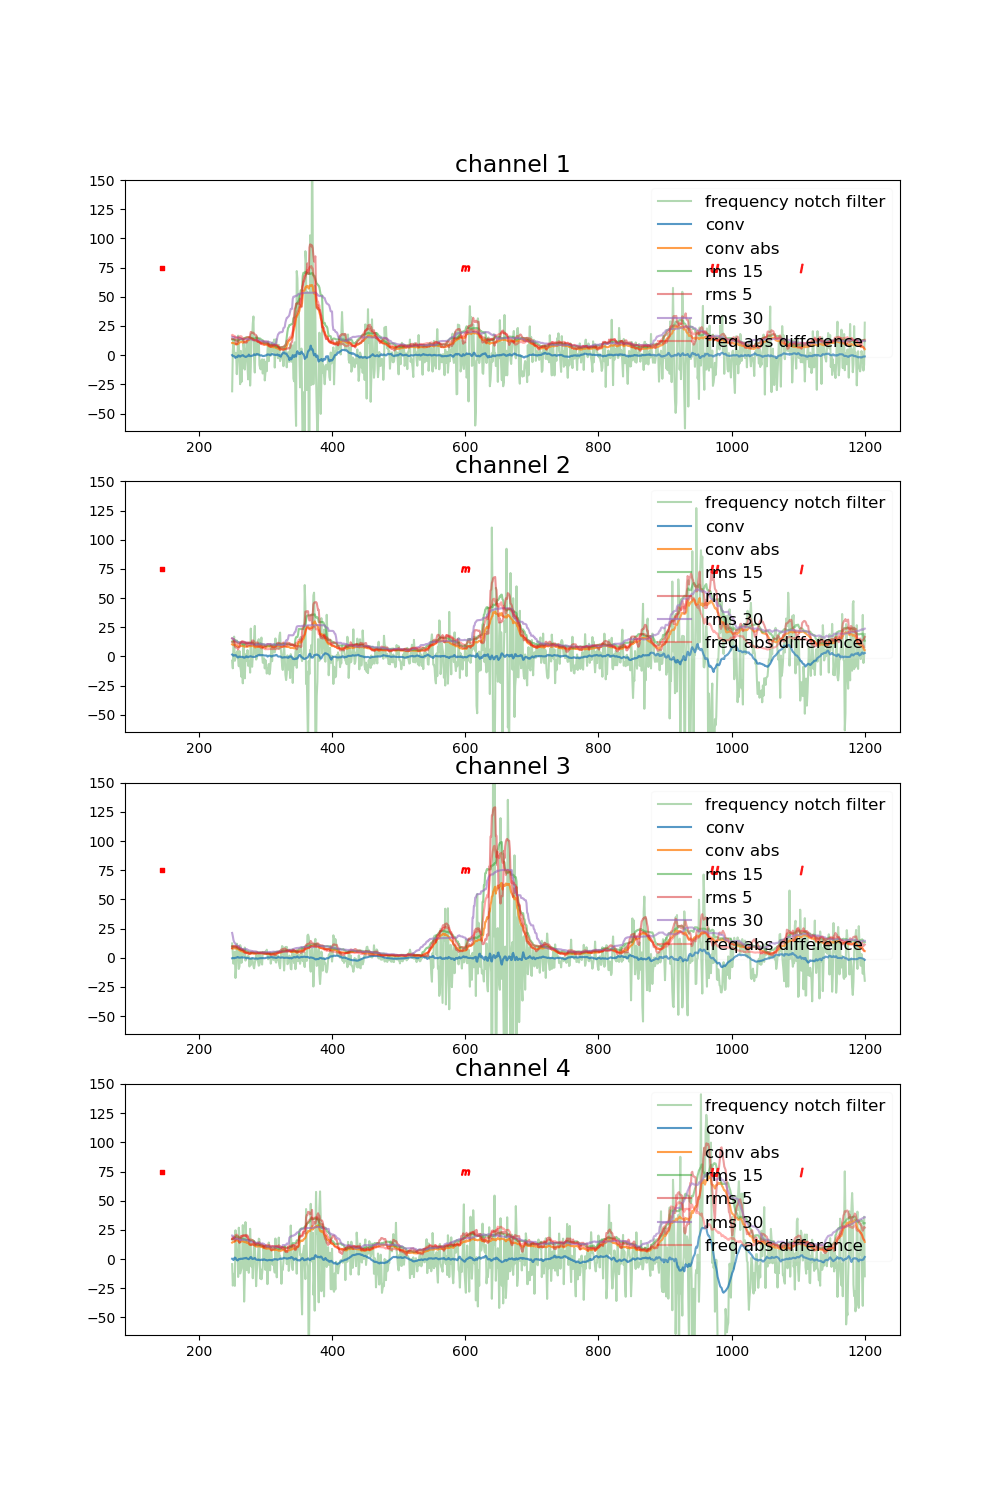 channel 1
150
125
100
75
50
25
0
−25
−50
frequency notch filter
conv
conv abs
rms 15
rms 5
rms 30
freq abs difference
m
l
200 400 600 800 1000 1200
channel 2
150
125
100
75
50
25
0
−25
−50
frequency notch filter
conv
conv abs
rms 15
rms 5
rms 30
freq abs difference
m
l
200 400 600 800 1000 1200
channel 3
150
125
100
75
50
25
0
−25
−50
frequency notch filter
conv
conv abs
rms 15
rms 5
rms 30
freq abs difference
m
l
200 400 600 800 1000 1200
channel 4
150
125
100
75
50
25
0
−25
−50
frequency notch filter
conv
conv abs
rms 15
rms 5
rms 30
freq abs difference
m
l
200 400 600 800 1000 1200